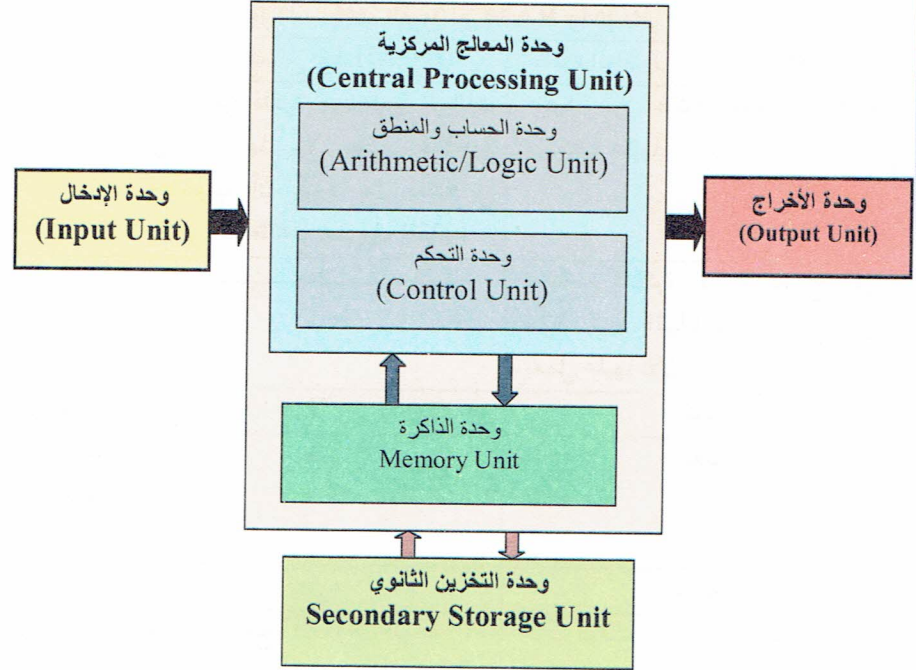 وحدة المعالج المركزية
(Central Processing Unit)
وحدة الحساب والمنطق
(Arithmetic/Logic Unit)
وحدة الإدخال
(Input Unit)
وحدة الأخراج
(Output Unit)
وحدة التحكم
(Control Unit)
وحدة الذاكرة
Memory Unit
وحدة التخزين الثانوي
Secondary Storage Unit